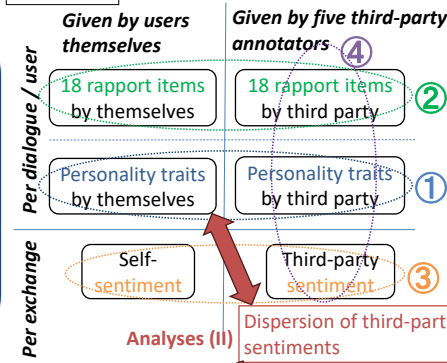 Given by users themselves
Given by five third-party annotators
④
Per dialogue / user
18 rapport items by themselves
18 rapport items by third party
②
Personality traits by themselves
Personality traits by third party
①
Per exchange
Self-sentiment
Third-party sentiment
③
Analyses (II)
Dispersion of third-part
sentiments